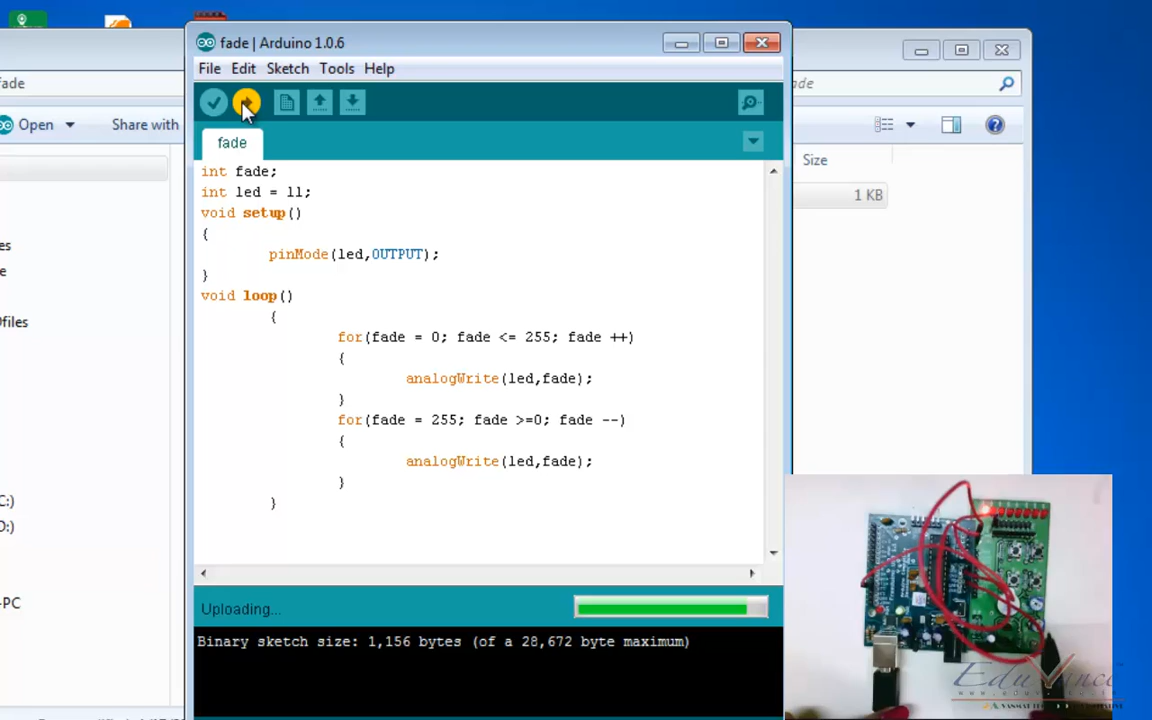 fade | Arduino 1.0.6
File Edit Sketch Tools Help
fade
Open
Share with
fade
int fade;
int led = 11;
void setup()
{
pinMode(led,OUTPUT);
}
void loop()
{
for(fade = 0; fade <= 255; fade ++)
{
analogWrite(led,fade);
}
for(fade = 255; fade >=0; fade --)
{
analogWrite(led,fade);
}
}
ade
Size
1 KB
es
e
ofiles
C:)
D:)
-PC
Uploading...
Binary sketch size: 1,156 bytes (of a 28,672 byte maximum)